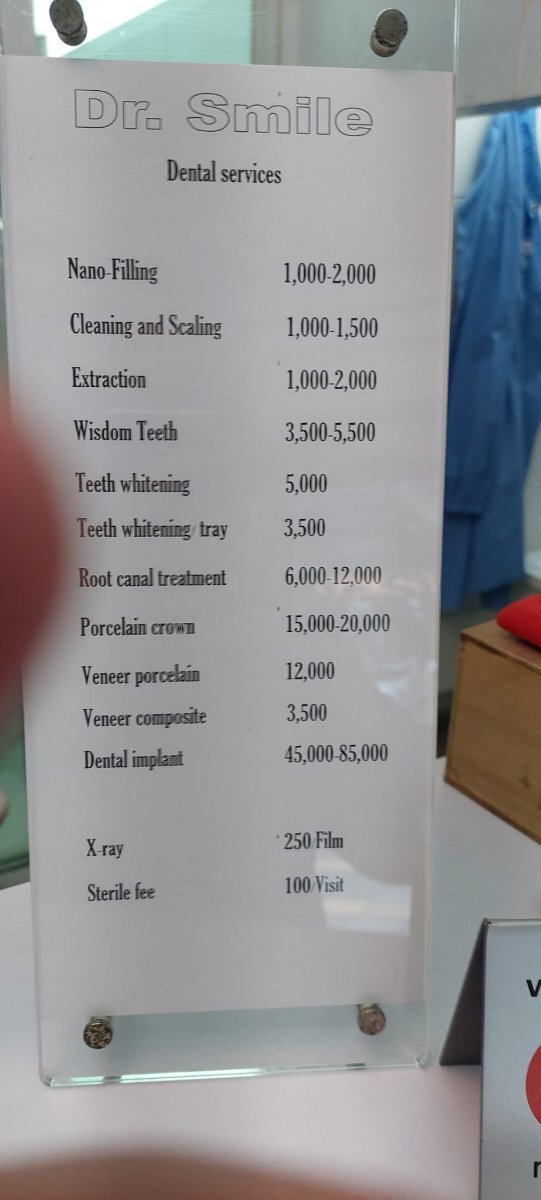 Dr. Smile
Dental services
Nano-Filling 1,000-2,000
Cleaning and Scaling 1,000-1,500
Extraction 1,000-2,000
Wisdom Teeth 3,500-5,500
Teeth whitening 5,000
Teeth whitening/tray 3,500
Root canal treatment 6,000-12,000
Porcelain crown 15,000-20,000
Veneer porcelain 12,000
Veneer composite 3,500
Dental implant 45,000-85,000
X-ray 250/Film
Sterile fee 100/Visit